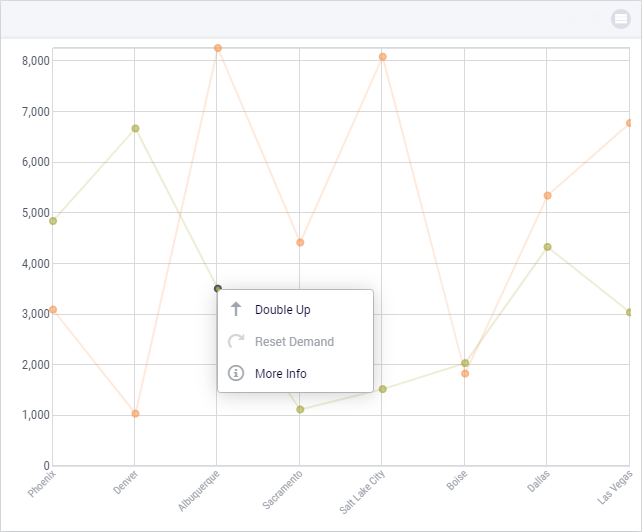 8,000
7,000
6,000
5,000
4,000
3,000
2,000
1,000
0
Double Up
Reset Demand
More Info
Phoenix
Denver
Albuquerque
Sacramento
Salt Lake City
Boise
Dallas
Las Vegas